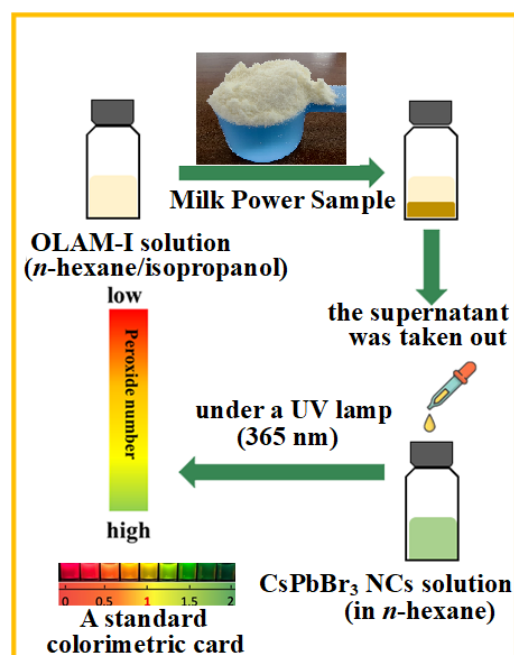 Milk Power Sample
OLAM-I solution
(n-hexane/isopropanol)
the supernatant
was taken out
low
Peroxide number
high
under a UV lamp
(365 nm)
CsPbBr₃ NCs solution
(in n-hexane)
0 0.5 1 1.5 2
A standard
colorimetric card